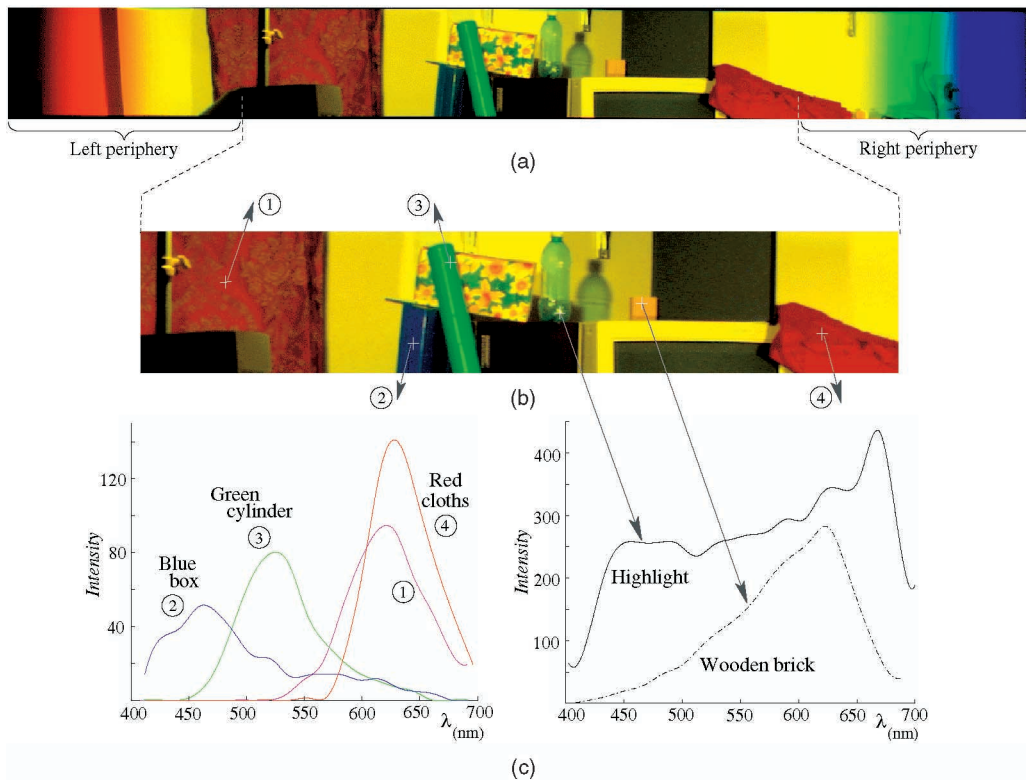 Left periphery
Right periphery
(a)
1
3
2
(b)
4
Intensity
120
80
40
Blue
box
2
Green
cylinder
3
Red
cloths
4
1
400 450 500 550 600 650 700
λ (nm)
Intensity
400
300
200
100
Highlight
Wooden brick
400 450 500 550 600 650 700
λ (nm)
(c)